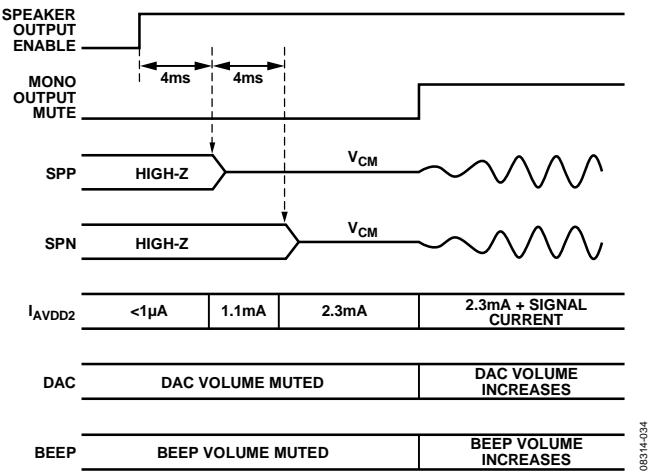 SPEAKER
OUTPUT
ENABLE
4ms 4ms
MONO
OUTPUT
MUTE
SPP HIGH-Z VCM
SPN HIGH-Z VCM
IAVDD2 <1µA 1.1mA 2.3mA 2.3mA + SIGNAL
CURRENT
DAC DAC VOLUME MUTED DAC VOLUME
INCREASES
BEEP BEEP VOLUME MUTED BEEP VOLUME
INCREASES
08314-034